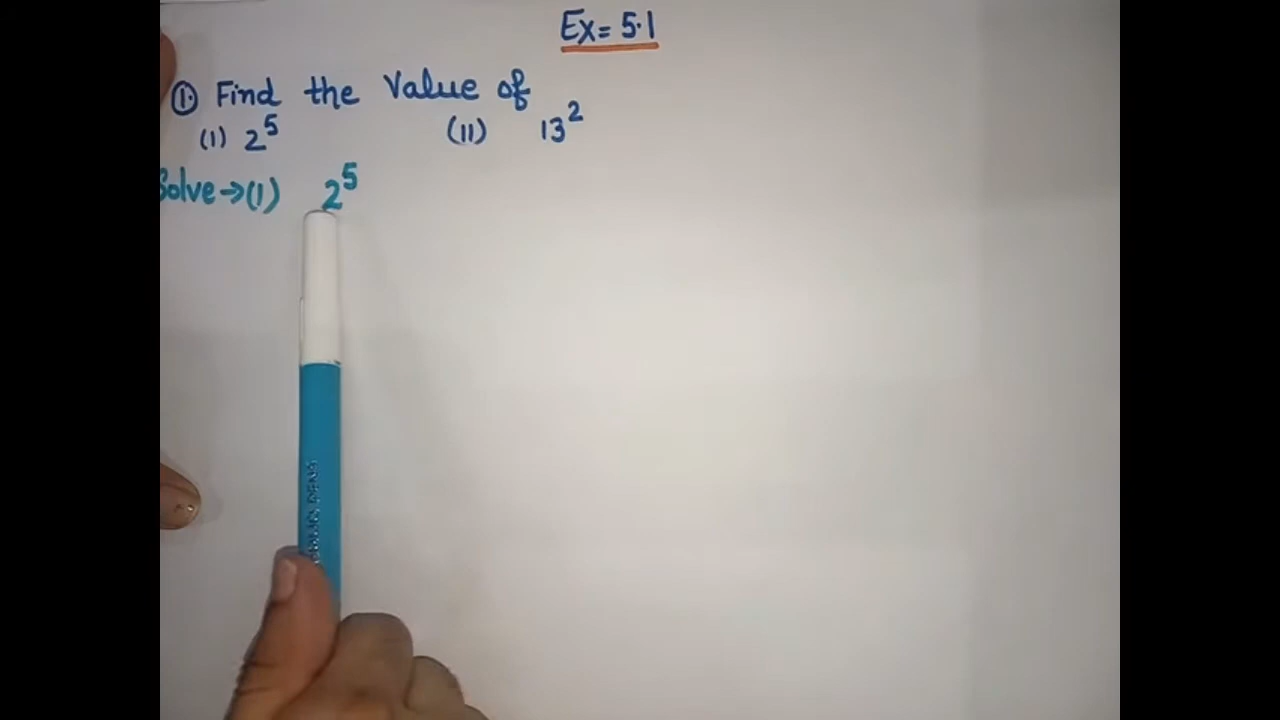 Ex= 5.1
①. Find the Value of
(I) 2⁵ (II) 13²
Solve→(I) 2⁵